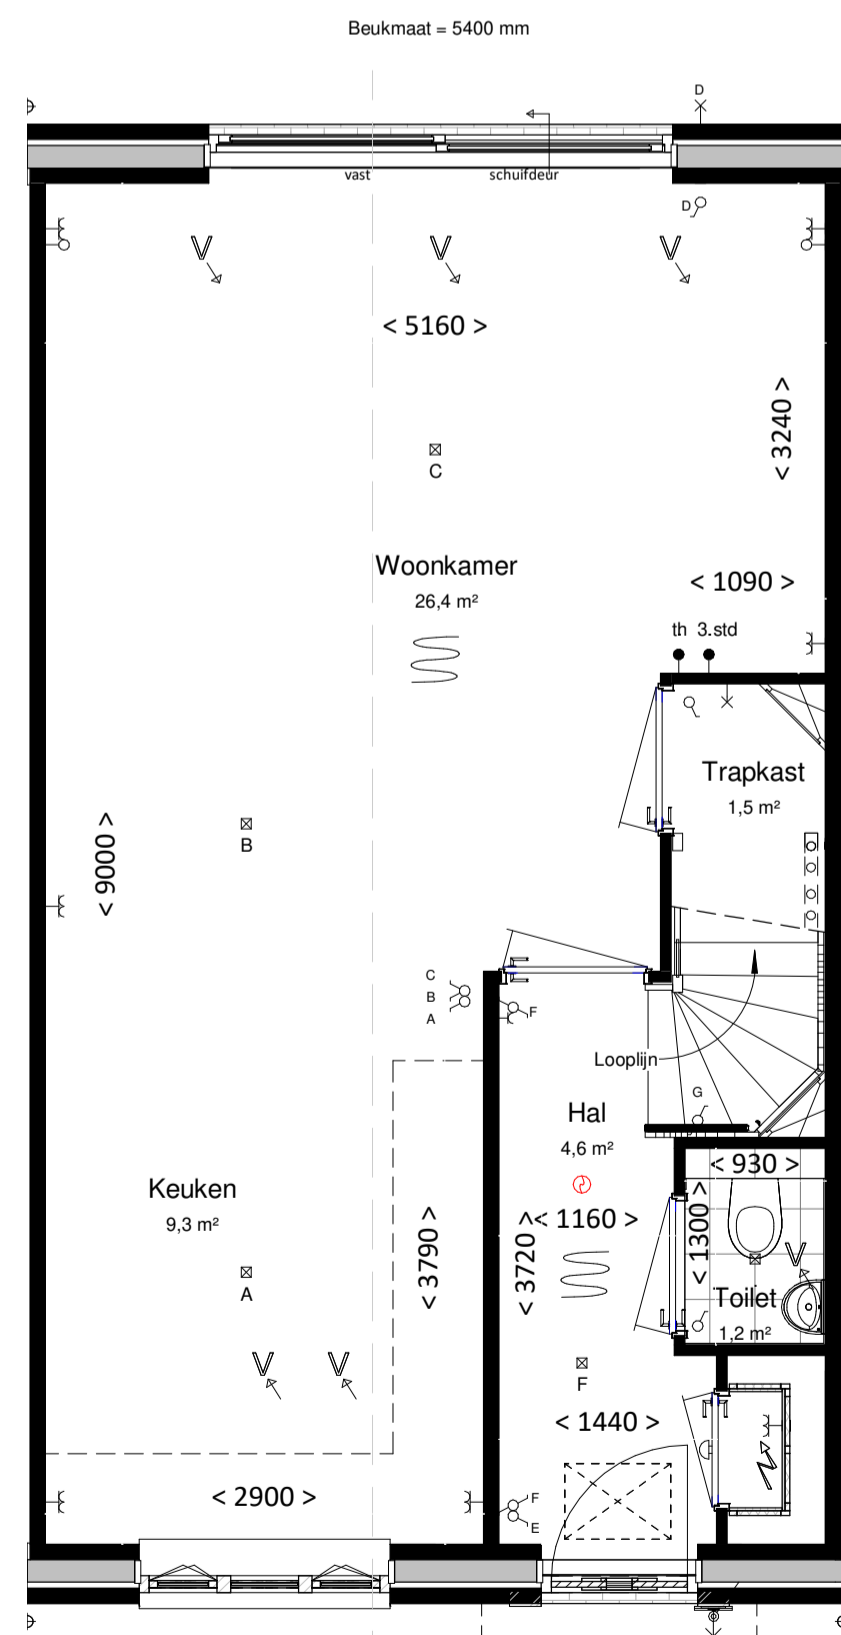 Beukmaat = 5400 mm
D
vast
schuifdeur
D
V
V
V
< 5160 >
< 3240 >
C
Woonkamer
26,4 m²
< 1090 >
th
3.std
Trapkast
1,5 m²
B
< 9000 >
C
B
A
F
Looplijn
G
Hal
4,6 m²
< 930 >
Keuken
9,3 m²
< 1160 >
< 3790 >
< 3720 >
< 1300 >
V
A
Toilet
1,2 m²
V
V
F
< 1440 >
< 2900 >
F
E